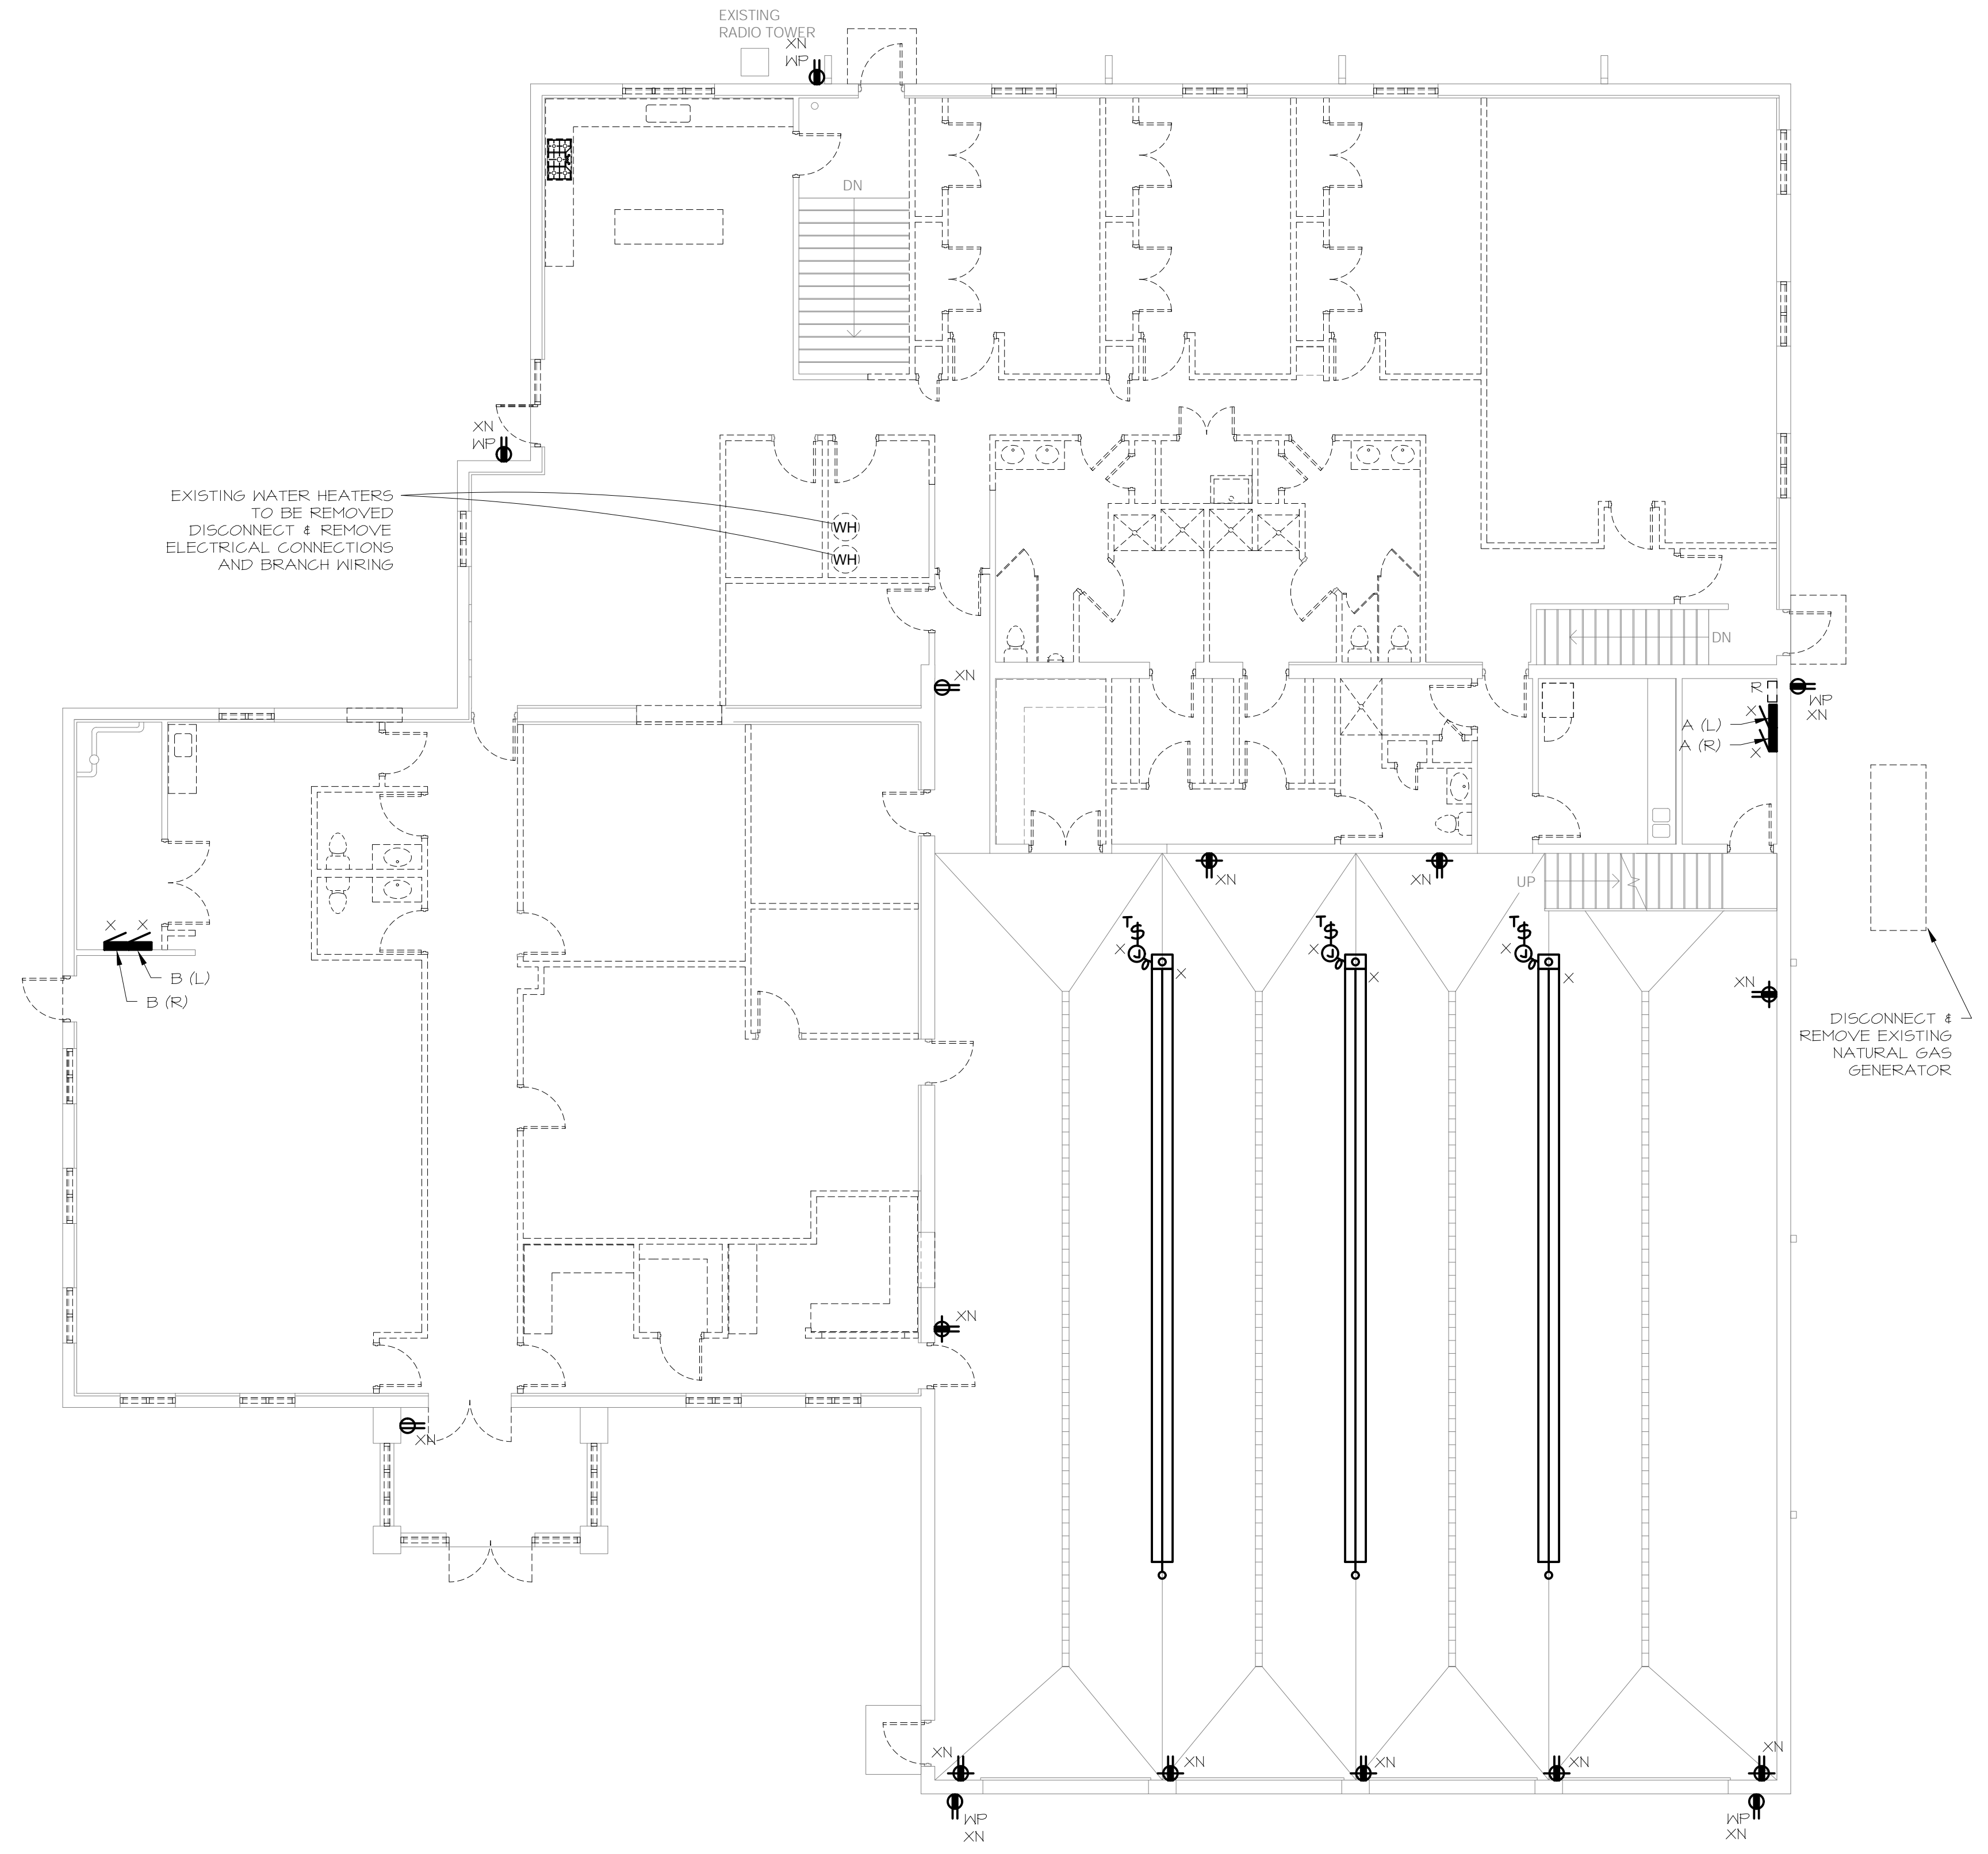 EXISTING
RADIO TOWER
XN
WP
DN
XN
WP
EXISTING WATER HEATERS
TO BE REMOVED
DISCONNECT & REMOVE
ELECTRICAL CONNECTIONS
AND BRANCH WIRING
WH
WH
DN
XN
R
WP
XN
X
A (L)
A (R)
X
XN
XN
UP
X X
B (L)
B (R)
T
$
J
X
X
T
$
J
X
X
T
$
J
X
X
XN
DISCONNECT &
REMOVE EXISTING
NATURAL GAS
GENERATOR
XN
XN
XN
XN
XN
XN
XN
WP
XN
WP
XN